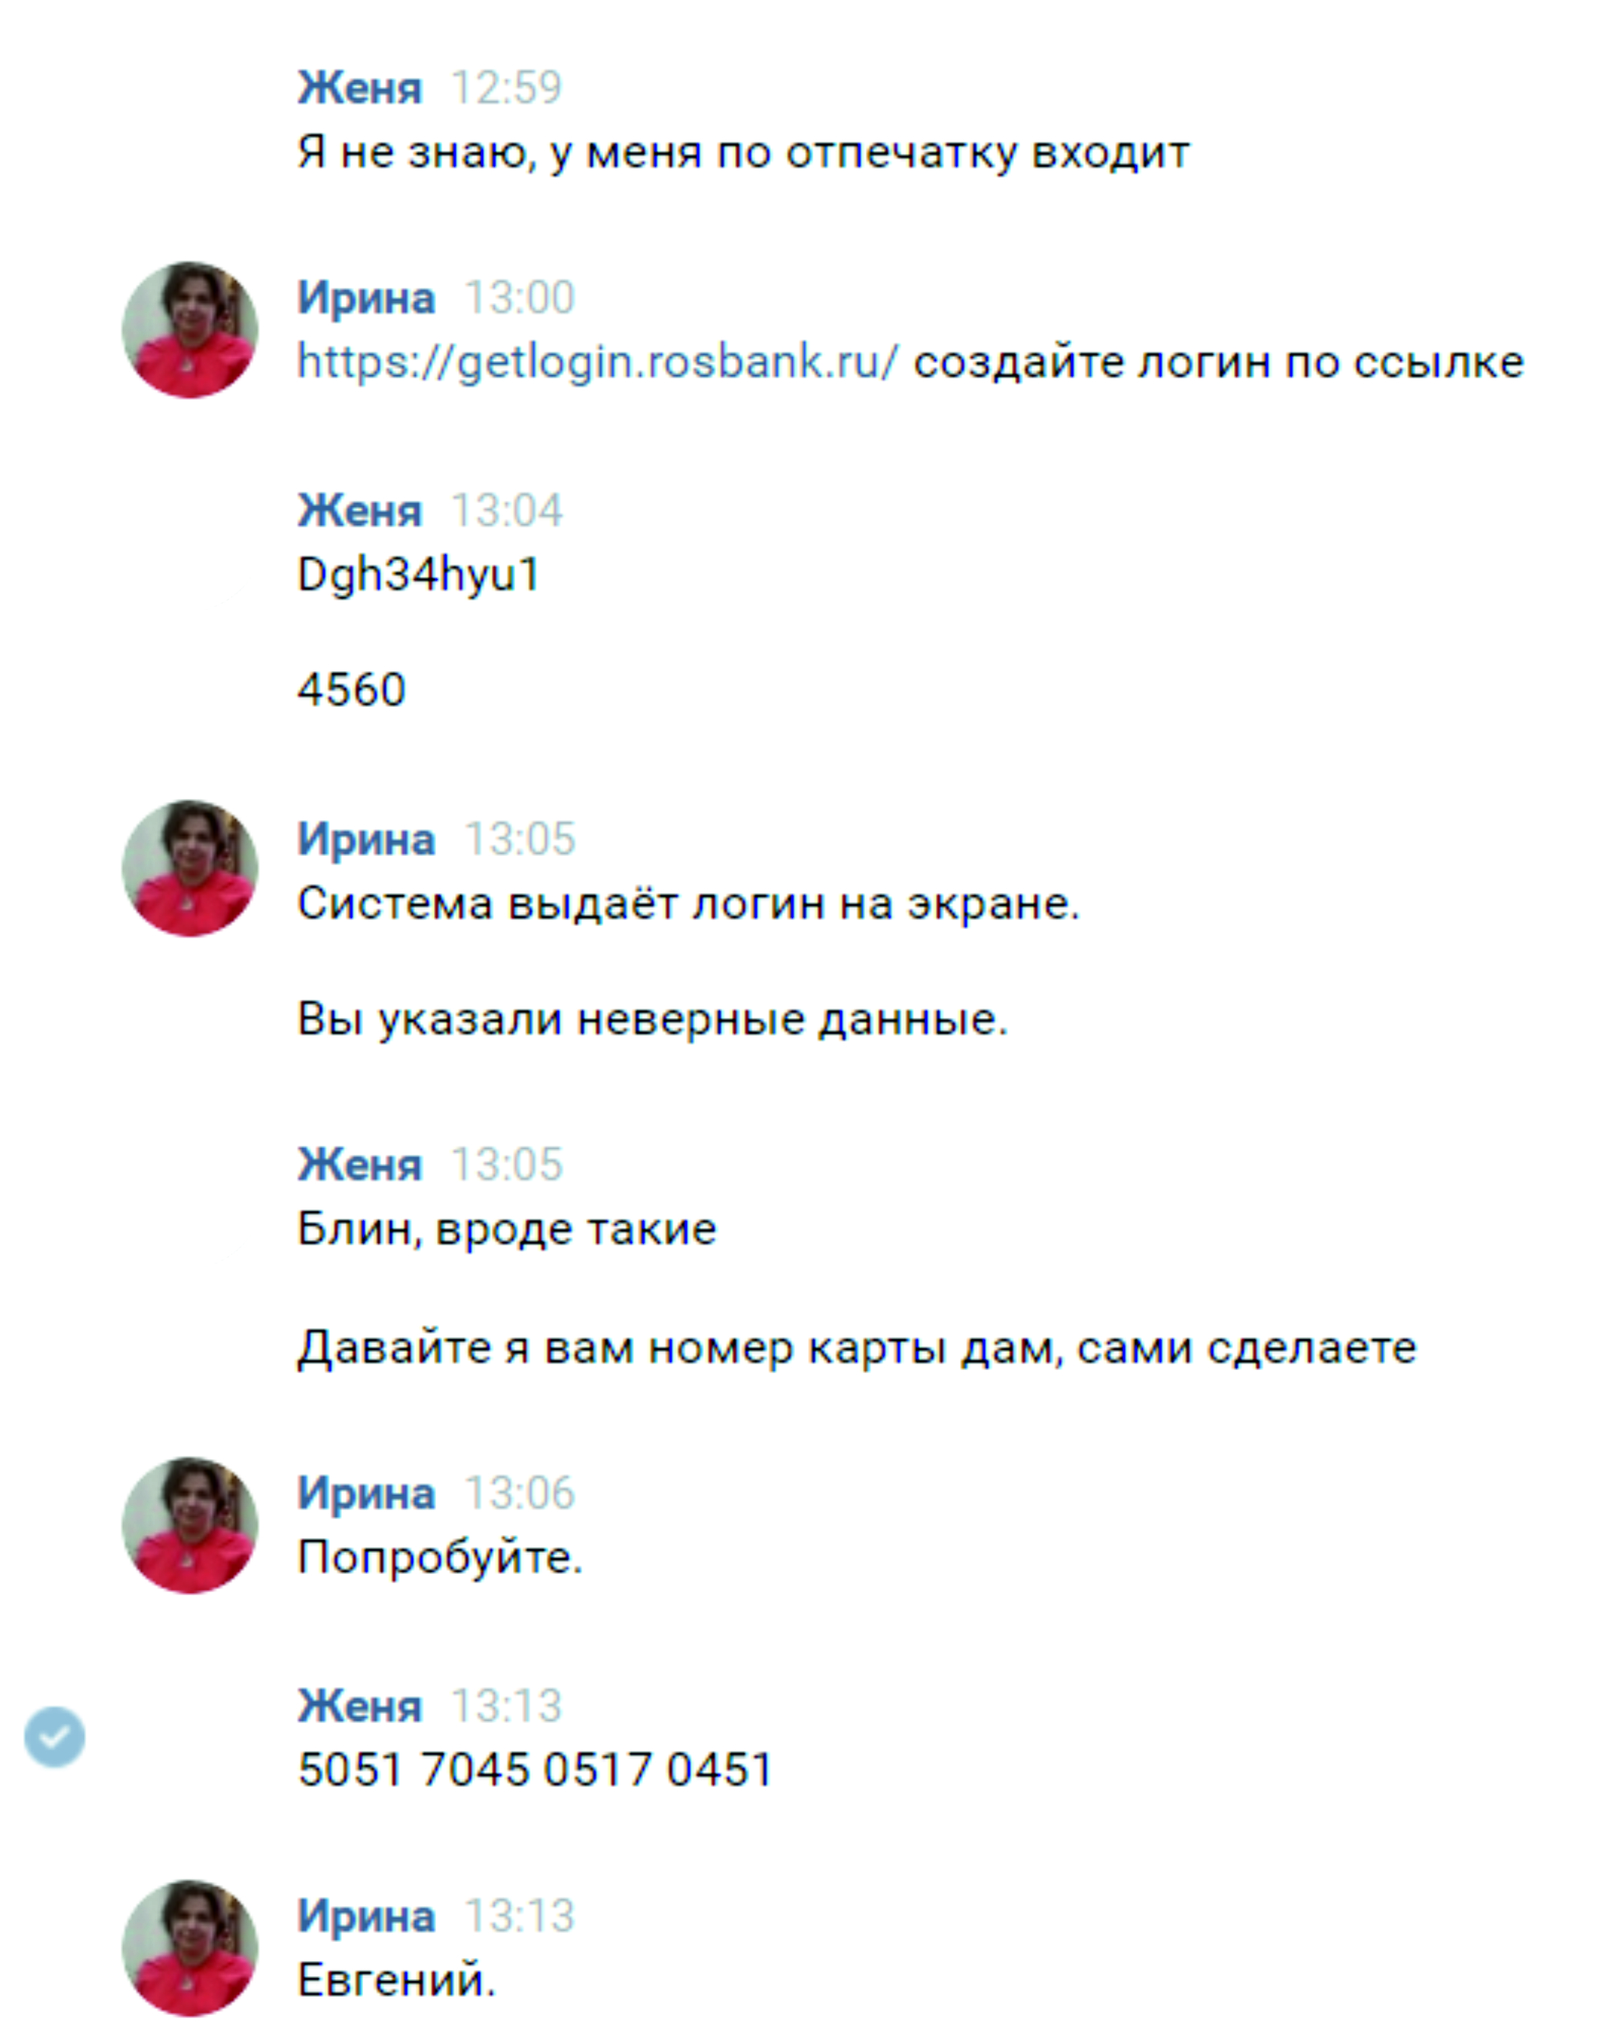 Женя 12:59
Я не знаю, у меня по отпечатку входит
Ирина 13:00
https://getlogin.rosbank.ru/ создайте логин по ссылке
Женя 13:04
Dgh34hyu1
4560
Ирина 13:05
Система выдаёт логин на экране.
Вы указали неверные данные.
Женя 13:05
Блин, вроде такие
Давайте я вам номер карты дам, сами сделаете
Ирина 13:06
Попробуйте.
Женя 13:13
5051 7045 0517 0451
Ирина 13:13
Евгений.